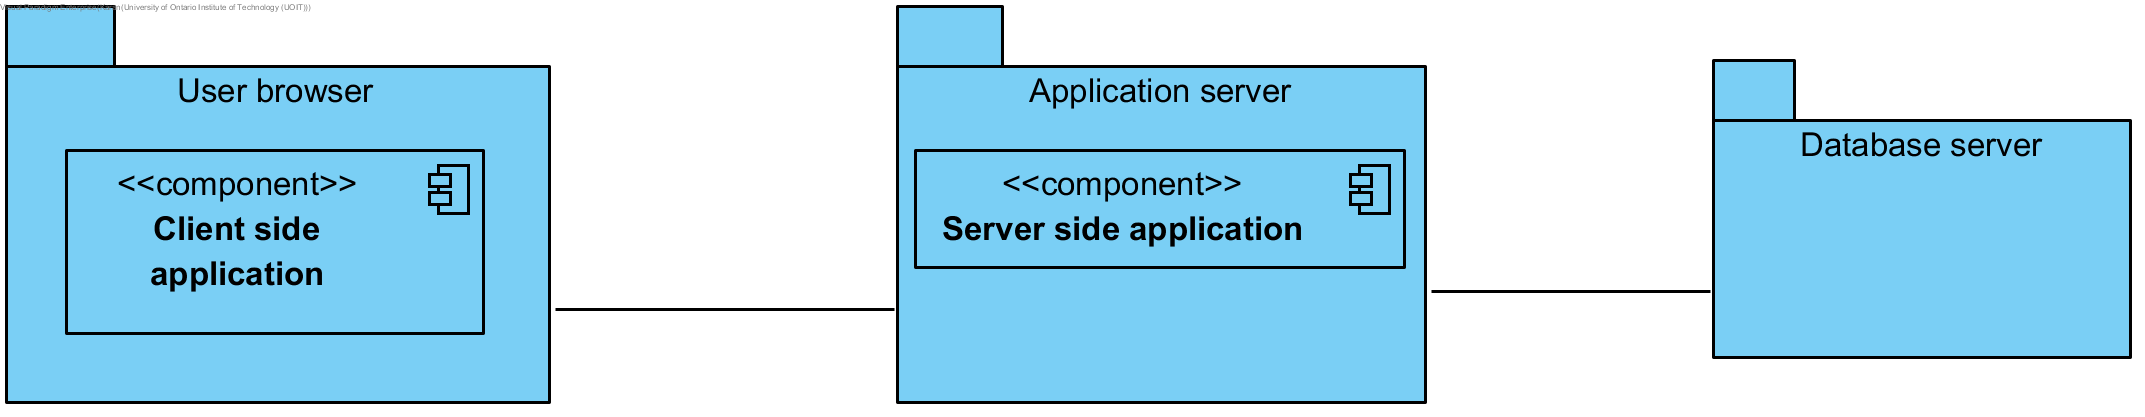 (University of Ontario Institute of Technology (UOIT)))
User browser
<<component>>
Client side
application
Application server
<<component>>
Server side application
Database server